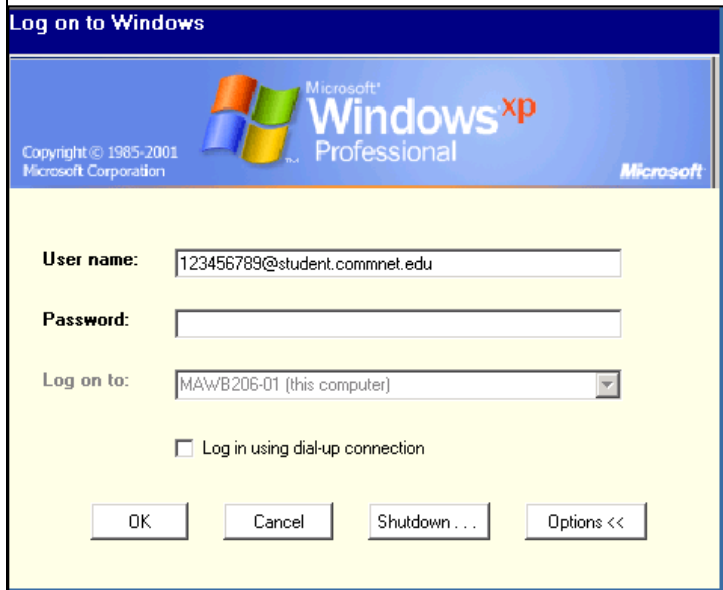 Log on to Windows
Microsoft®
Windows xp
Professional
Copyright © 1985-2001
Microsoft Corporation
Microsoft
User name: 123456789@student.commnet.edu
Password:
Log on to: MAWB206-01 (this computer)
Log in using dial-up connection
OK Cancel Shutdown . . . Options <<